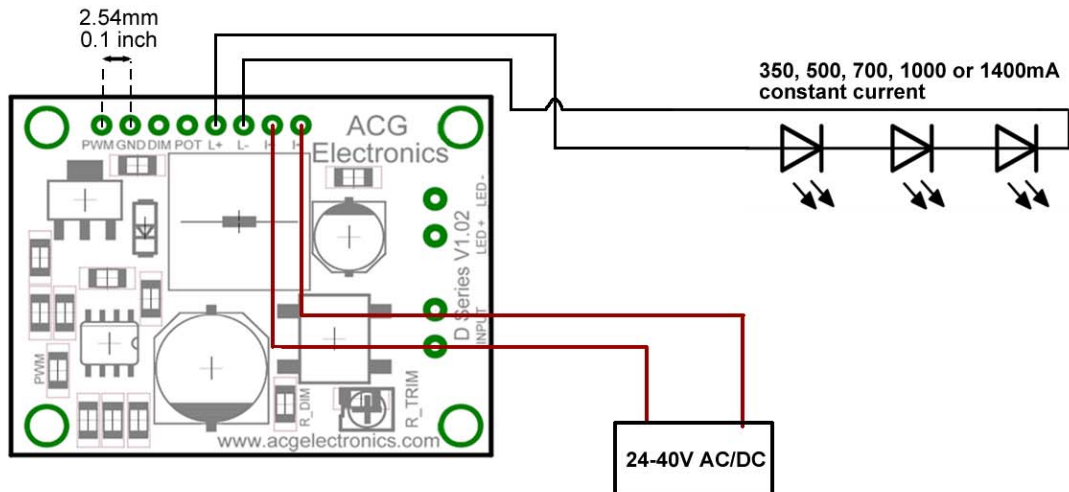 2.54mm
0.1 inch
350, 500, 700, 1000 or 1400mA
constant current
PWM GND DIM POT L+ L- I~ I~
ACG
Electronics
LED -
LED +
D Series V1.02
INPUT
PWM
R_DIM
R_TRIM
www.acgelectronics.com
24-40V AC/DC